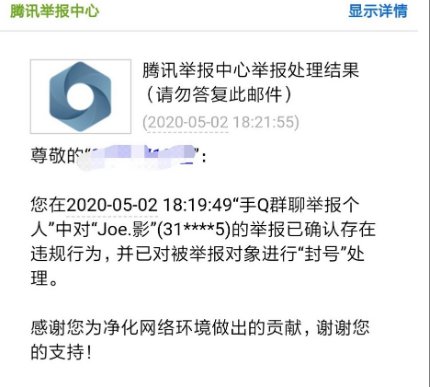 腾讯举报中心
显示详情
腾讯举报中心举报处理结果
（请勿答复此邮件）
(2020-05-02 18:21:55)
尊敬的“”:
您在2020-05-02 18:19:49“手Q群聊举报个
人”中对“Joe.影”(31****5)的举报已确认存在
违规行为，并已对被举报对象进行“封号”处
理。
感谢您为净化网络环境做出的贡献，谢谢您
的支持！